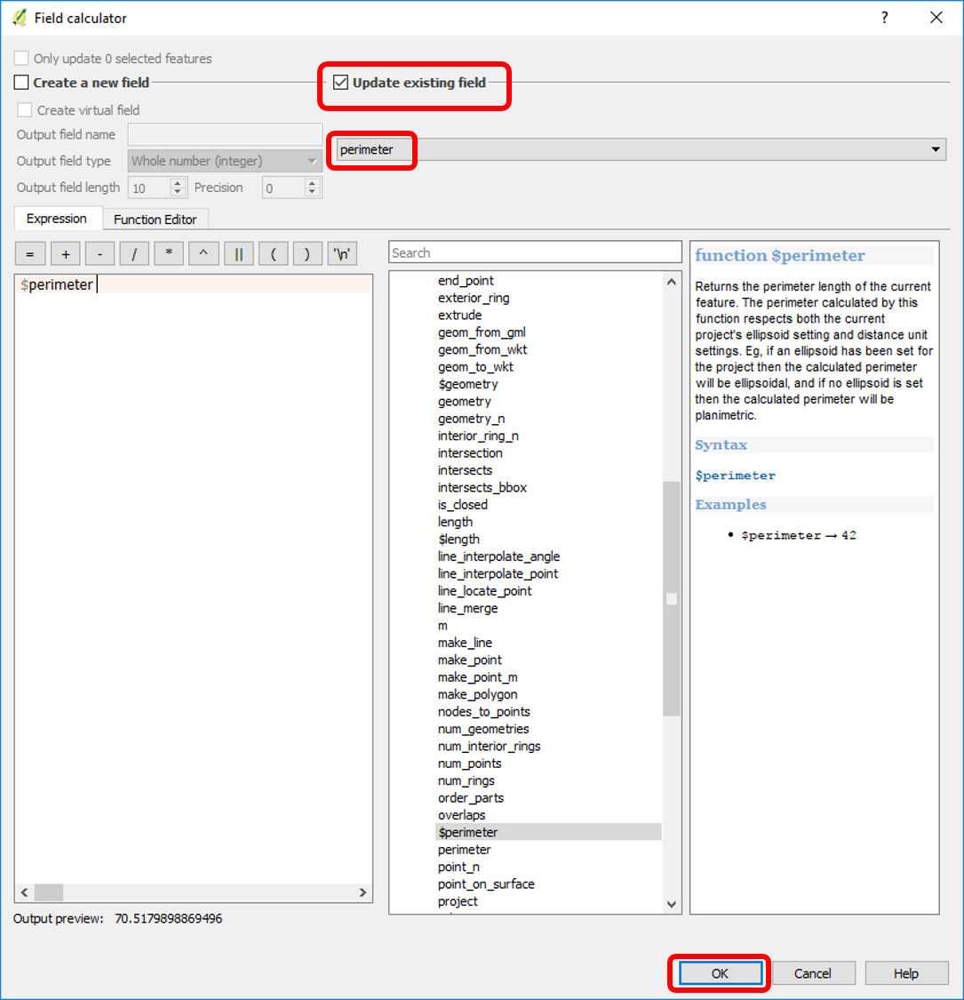 Field calculator
?
Only update 0 selected features
Create a new field
Update existing field
Create virtual field
Output field name
perimeter
Output field type Whole number (integer)
Output field length 10 Precision 0
Expression Function Editor
= + - / * ^ || ( ) '\n'
$perimeter
Output preview: 70.5179898869496
Search
end_point
exterior_ring
extrude
geom_from_gml
geom_from_wkt
geom_to_wkt
$geometry
geometry
geometry_n
interior_ring_n
intersection
intersects
intersects_bbox
is_closed
length
$length
line_interpolate_angle
line_interpolate_point
line_locate_point
line_merge
m
make_line
make_point
make_point_m
make_polygon
nodes_to_points
num_geometries
num_interior_rings
num_points
num_rings
order_parts
overlaps
$perimeter
perimeter
point_n
point_on_surface
project
function $perimeter
Returns the perimeter length of the current
feature. The perimeter calculated by this
function respects both the current
project's ellipsoid setting and distance unit
settings. Eg, if an ellipsoid has been set for
the project then the calculated perimeter
will be ellipsoidal, and if no ellipsoid is set
then the calculated perimeter will be
planimetric.
Syntax
$perimeter
Examples
• $perimeter → 42
OK Cancel Help